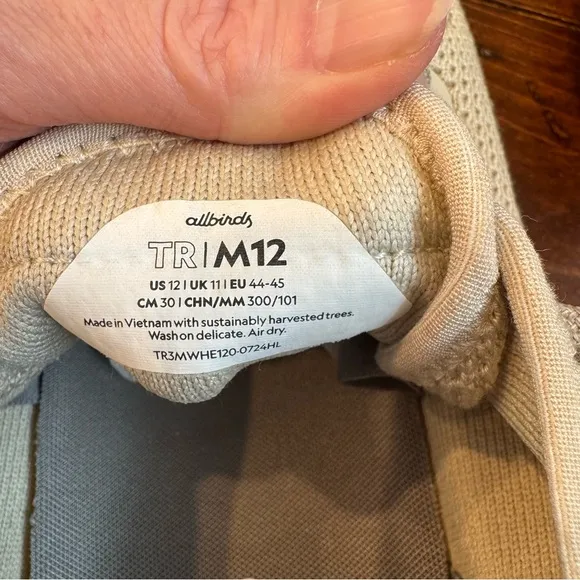 allbirds
TR|M12
US 12 | UK 11 | EU 44-45
CM 30 | CHN/MM 300/101
Made in Vietnam with sustainably harvested trees.
Wash on delicate. Air dry.
TR3MWHE120-0724HL